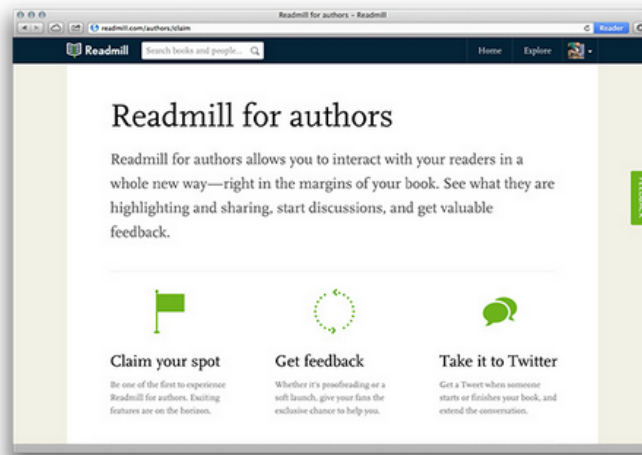 Readmill for authors – Readmill
readmill.com/authors/claim
Reader
Readmill
Search books and people...
Home
Explore
Readmill for authors
Readmill for authors allows you to interact with your readers in a
whole new way—right in the margins of your book. See what they are
highlighting and sharing, start discussions, and get valuable
feedback.
Claim your spot
Be one of the first to experience
Readmill for authors. Exciting
features are on the horizon.
Get feedback
Whether it's proofreading or a
soft launch, give your fans the
exclusive chance to help you.
Take it to Twitter
Get a Tweet when someone
starts or finishes your book, and
extend the conversation.